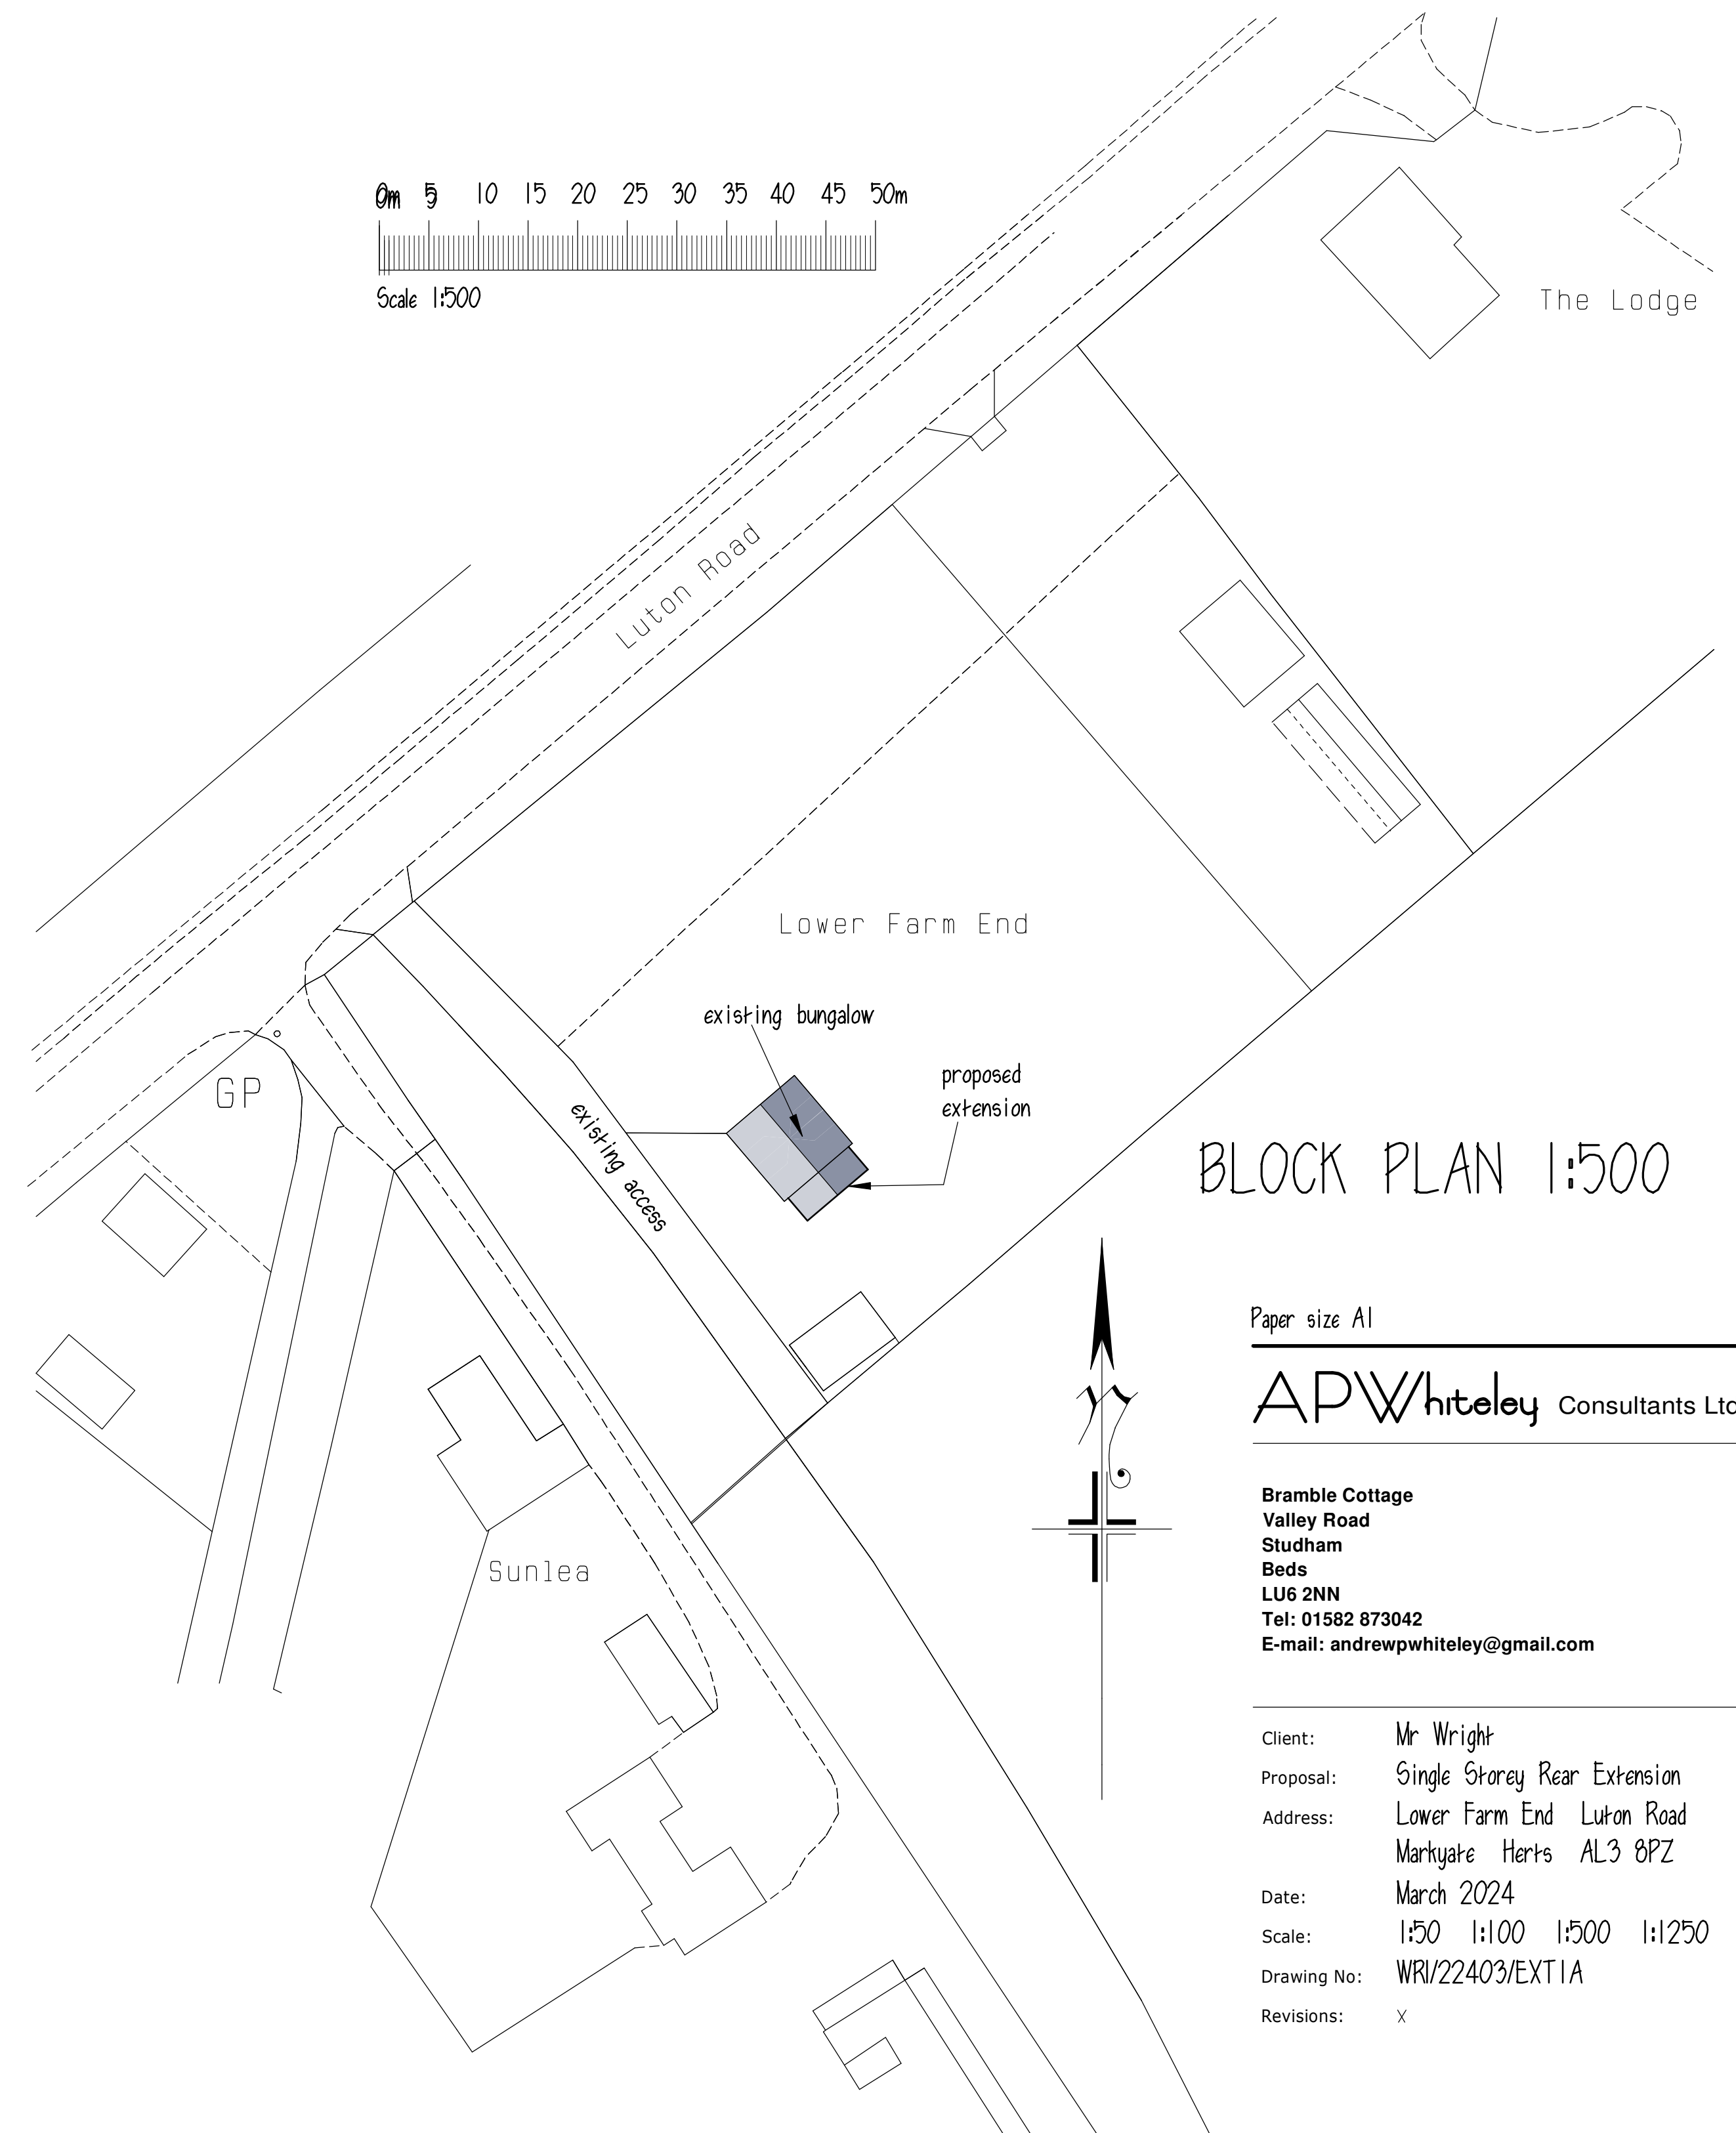 0m 5 10 15 20 25 30 35 40 45 50m
Scale 1:500
The Lodge
Luton Road
Lower Farm End
existing bungalow
proposed
extension
GP
existing access
BLOCK PLAN 1:500
Sunlea
Paper size A1
APWhiteley Consultants Ltd
Bramble Cottage
Valley Road
Studham
Beds
LU6 2NN
Tel: 01582 873042
E-mail: andrewpwhiteley@gmail.com
Client: Mr Wright
Proposal: Single Storey Rear Extension
Address: Lower Farm End Luton Road
Markyate Herts AL3 8PZ
Date: March 2024
Scale: 1:50 1:100 1:500 1:1250
Drawing No: WRI/22403/EXT1A
Revisions: X